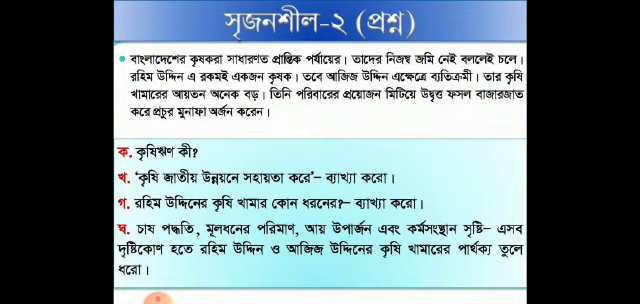 সৃজনশীল-২ (প্রশ্ন)
• বাংলাদেশের কৃষকরা সাধারণত প্রান্তিক পর্যায়ের। তাদের নিজস্ব জমি নেই বললেই চলে।
রহিম উদ্দিন এ রকমই একজন কৃষক। তবে আজিজ উদ্দিন এক্ষেত্রে ব্যতিক্রমী। তার কৃষি
খামারের আয়তন অনেক বড়। তিনি পরিবারের প্রয়োজন মিটিয়ে উদ্বৃত্ত ফসল বাজারজাত
করে প্রচুর মুনাফা অর্জন করেন।
ক. কৃষিঋণ কী?
খ. ‘কৃষি জাতীয় উন্নয়নে সহায়তা করে’– ব্যাখ্যা করো।
গ. রহিম উদ্দিনের কৃষি খামার কোন ধরনের?– ব্যাখ্যা করো।
ঘ. চাষ পদ্ধতি, মূলধনের পরিমাণ, আয় উপার্জন এবং কর্মসংস্থান সৃষ্টি– এসব
দৃষ্টিকোণ হতে রহিম উদ্দিন ও আজিজ উদ্দিনের কৃষি খামারের পার্থক্য তুলে
ধরো।